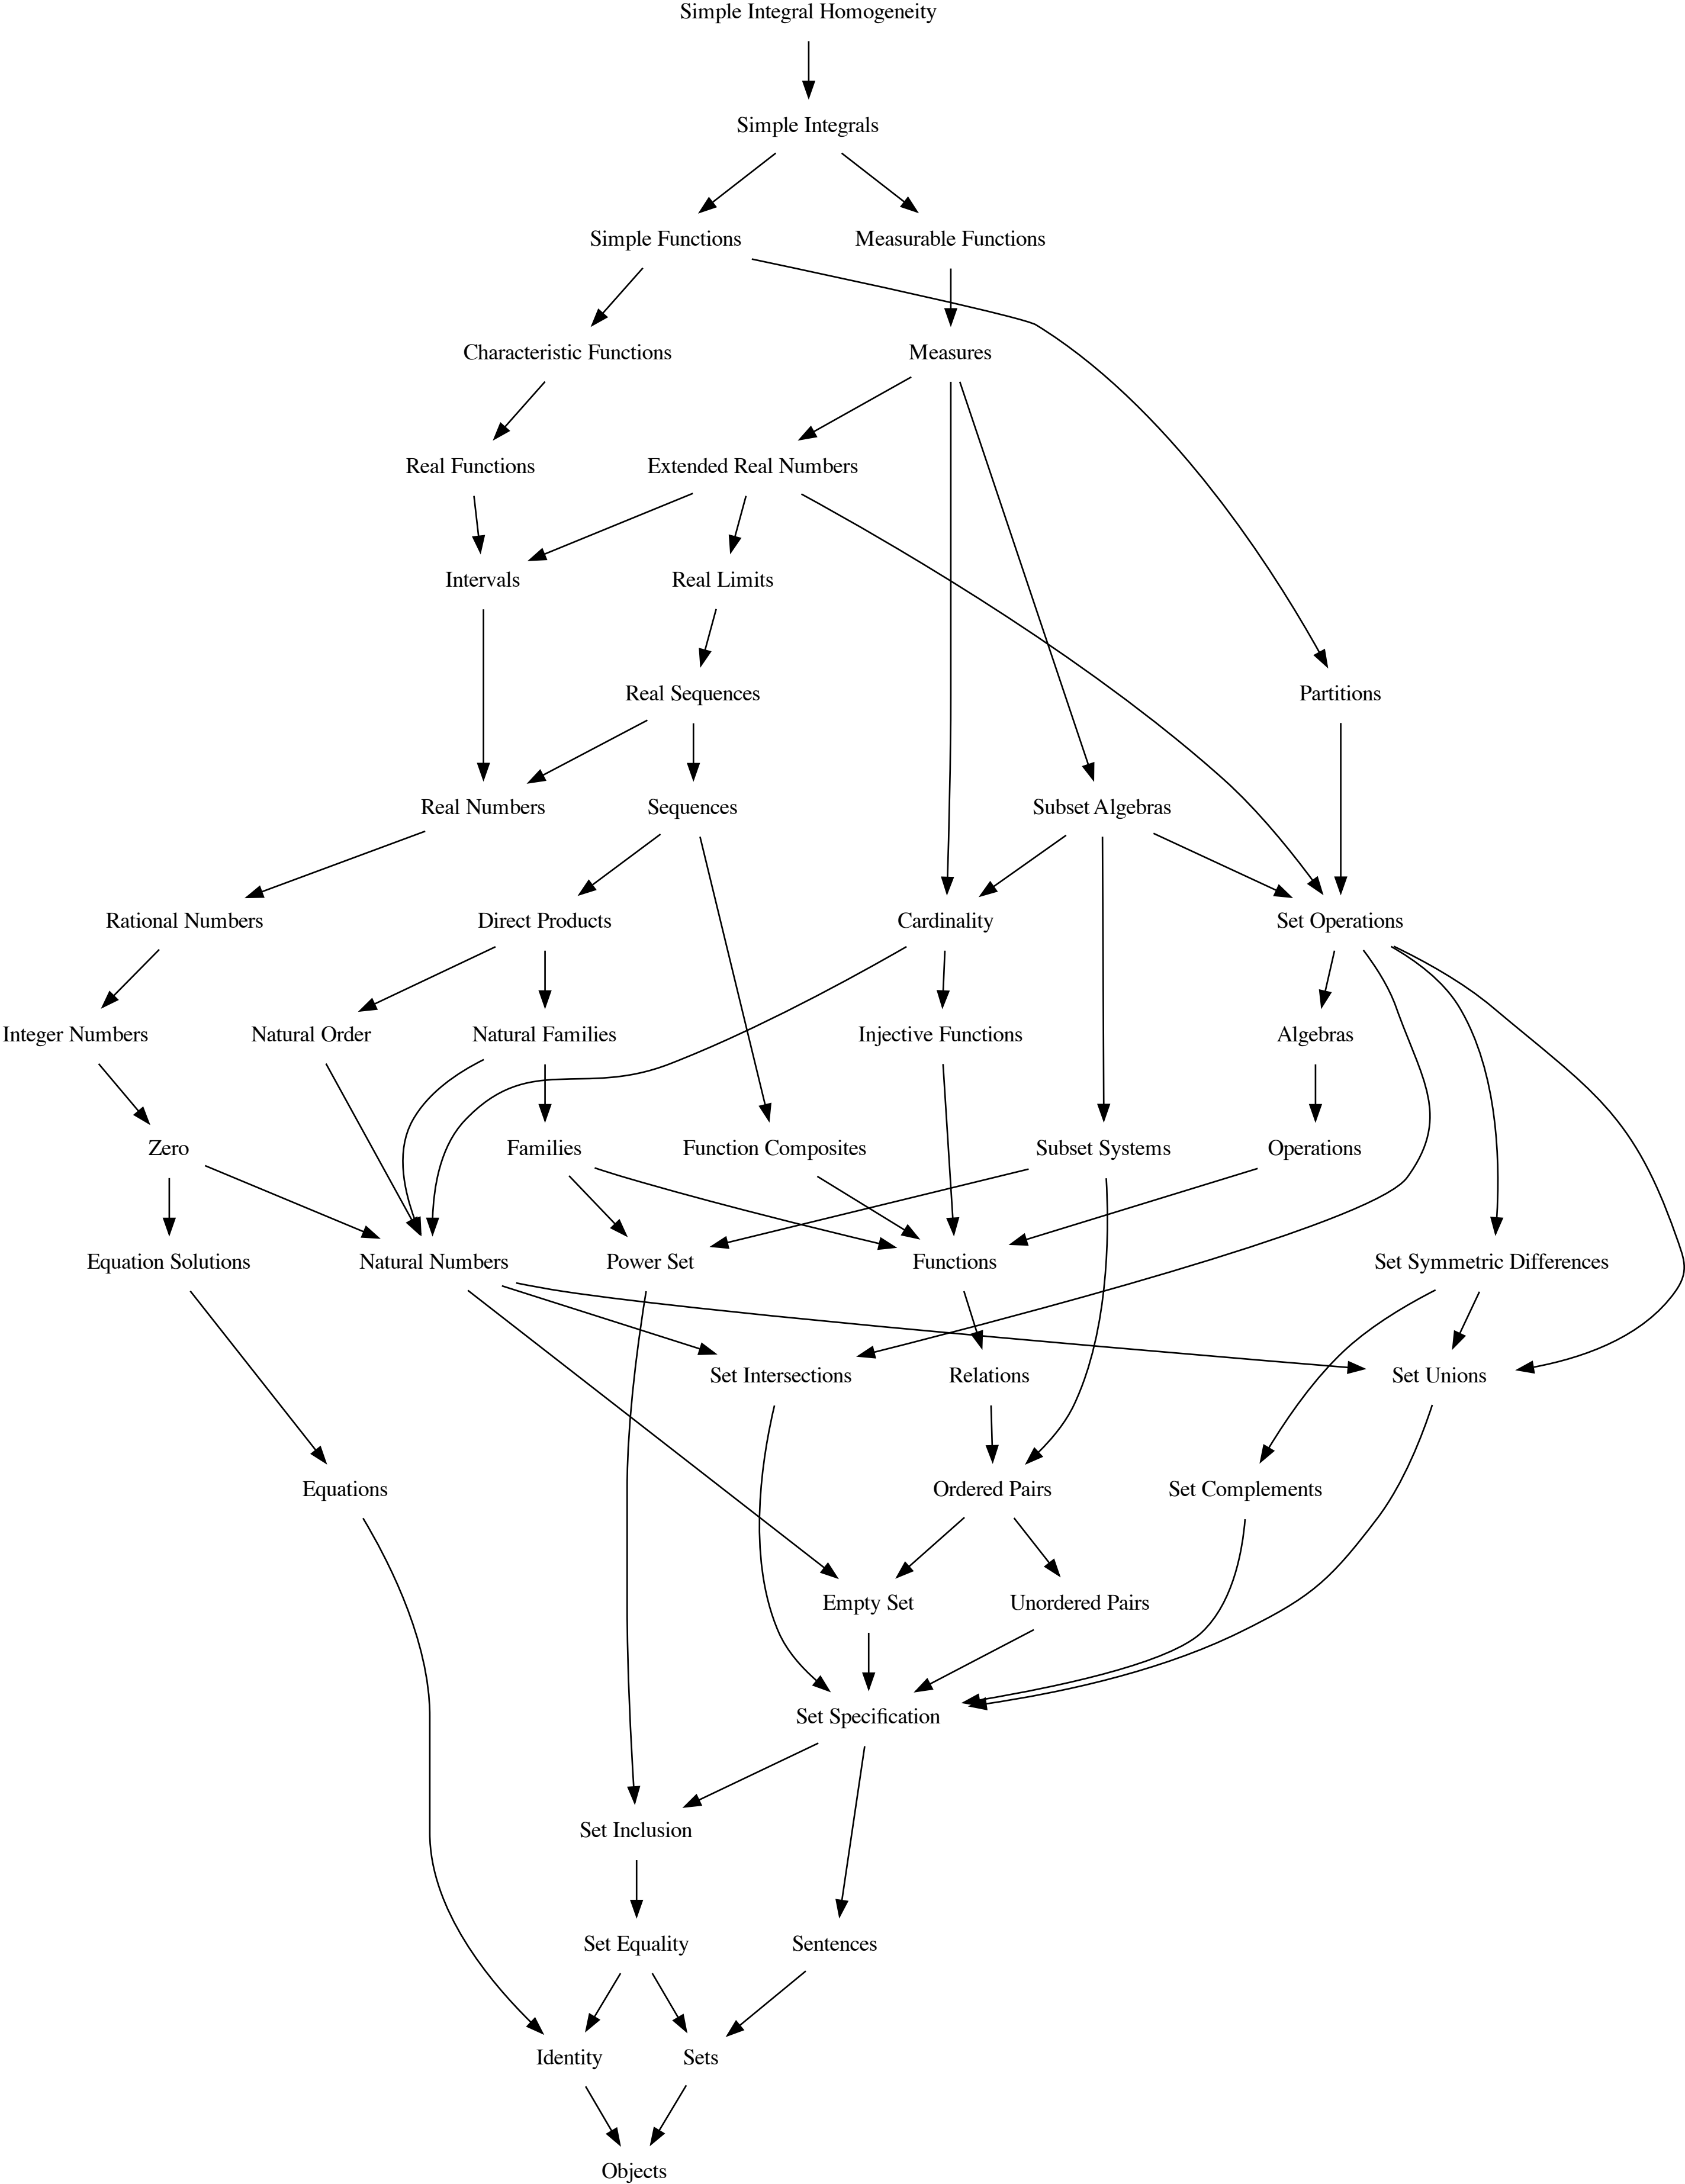 Simple Integral Homogeneity
Simple Integrals
Simple Functions
Measurable Functions
Characteristic Functions
Measures
Real Functions
Extended Real Numbers
Intervals
Real Limits
Real Sequences
Partitions
Real Numbers
Sequences
Subset Algebras
Rational Numbers
Direct Products
Cardinality
Set Operations
Integer Numbers
Natural Order
Natural Families
Injective Functions
Algebras
Zero
Families
Function Composites
Subset Systems
Operations
Equation Solutions
Natural Numbers
Power Set
Functions
Set Symmetric Differences
Set Intersections
Relations
Set Unions
Equations
Ordered Pairs
Set Complements
Empty Set
Unordered Pairs
Set Specification
Set Inclusion
Set Equality
Sentences
Identity
Sets
Objects